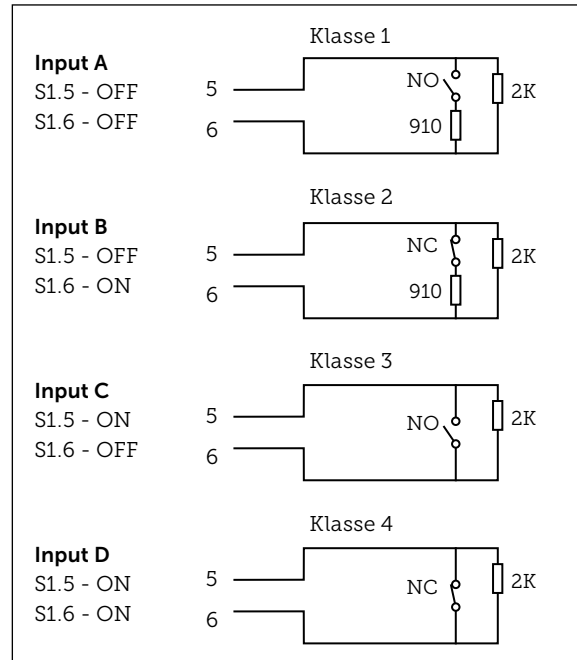 Klasse 1
Input A
S1.5 - OFF
S1.6 - OFF
5
6
NO
910
2K
Klasse 2
Input B
S1.5 - OFF
S1.6 - ON
5
6
NC
910
2K
Klasse 3
Input C
S1.5 - ON
S1.6 - OFF
5
6
NO
2K
Klasse 4
Input D
S1.5 - ON
S1.6 - ON
5
6
NC
2K